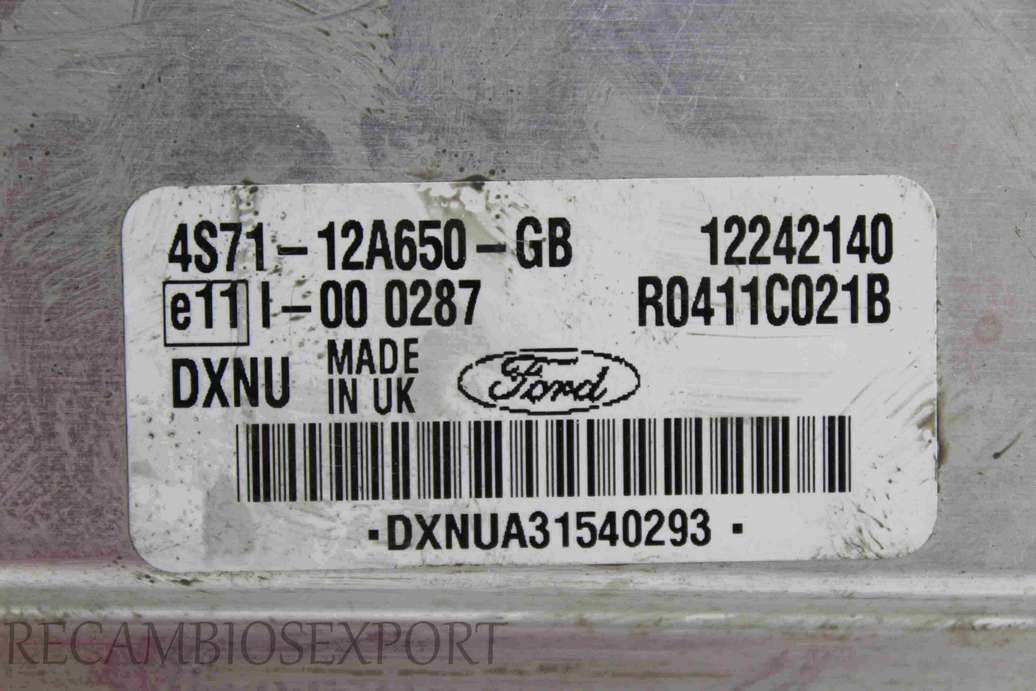 4S71-12A650-GB 12242140
e11 I-00 0287 R0411C021B
DXNU MADE IN UK Ford
·DXNUA31540293 ·
RECAMBIOSEXPORT